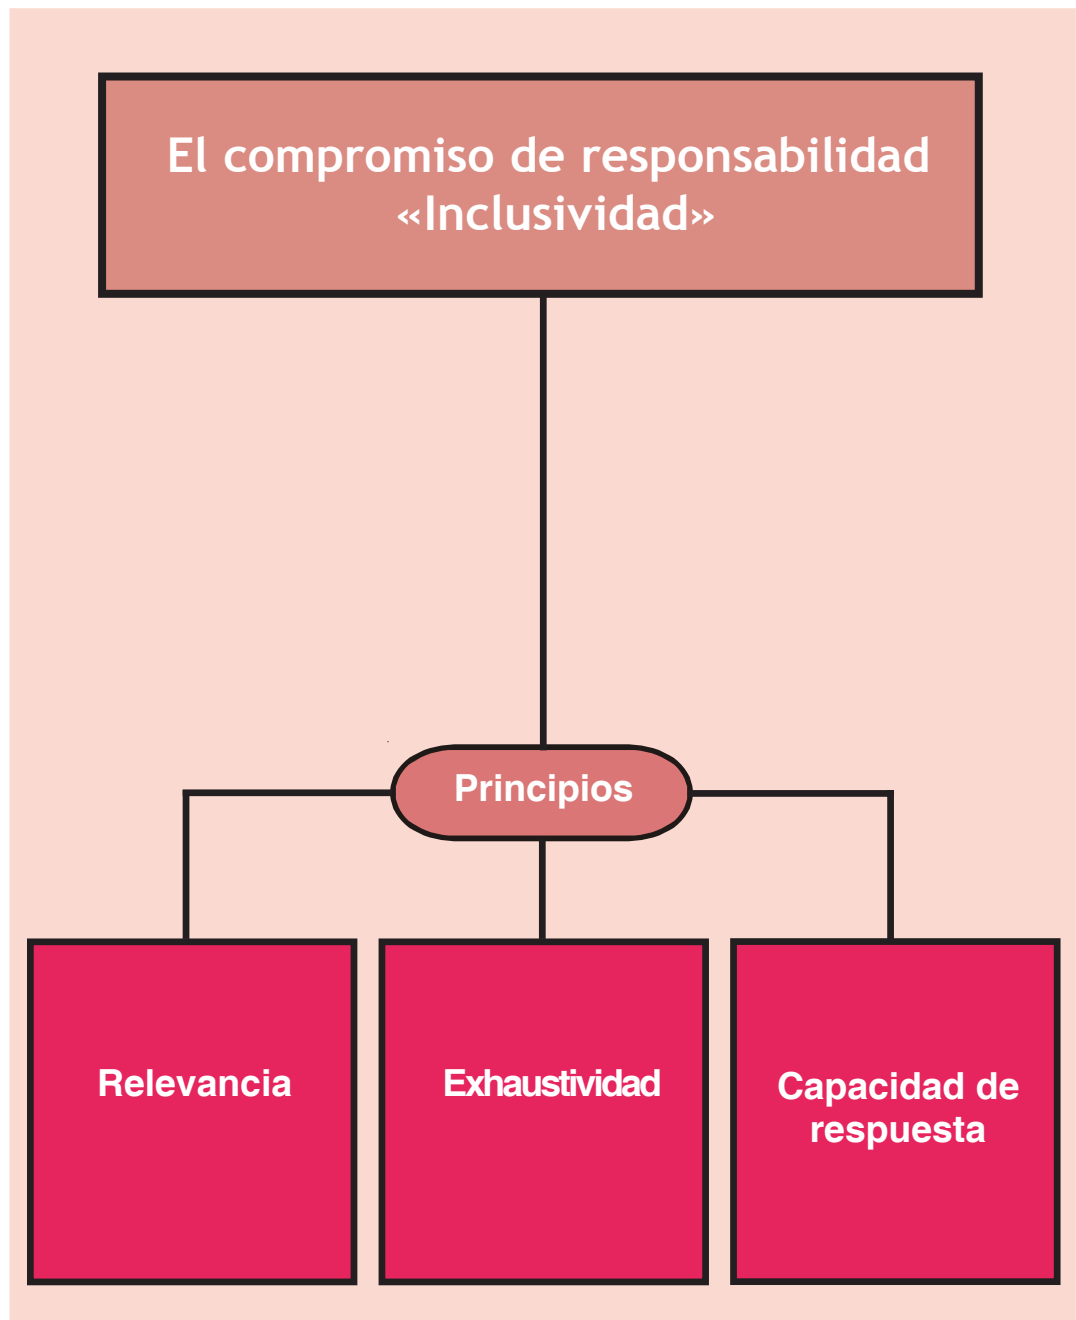 El compromiso de responsabilidad
«Inclusividad»
Principios
Relevancia
Exhaustividad
Capacidad de
respuesta